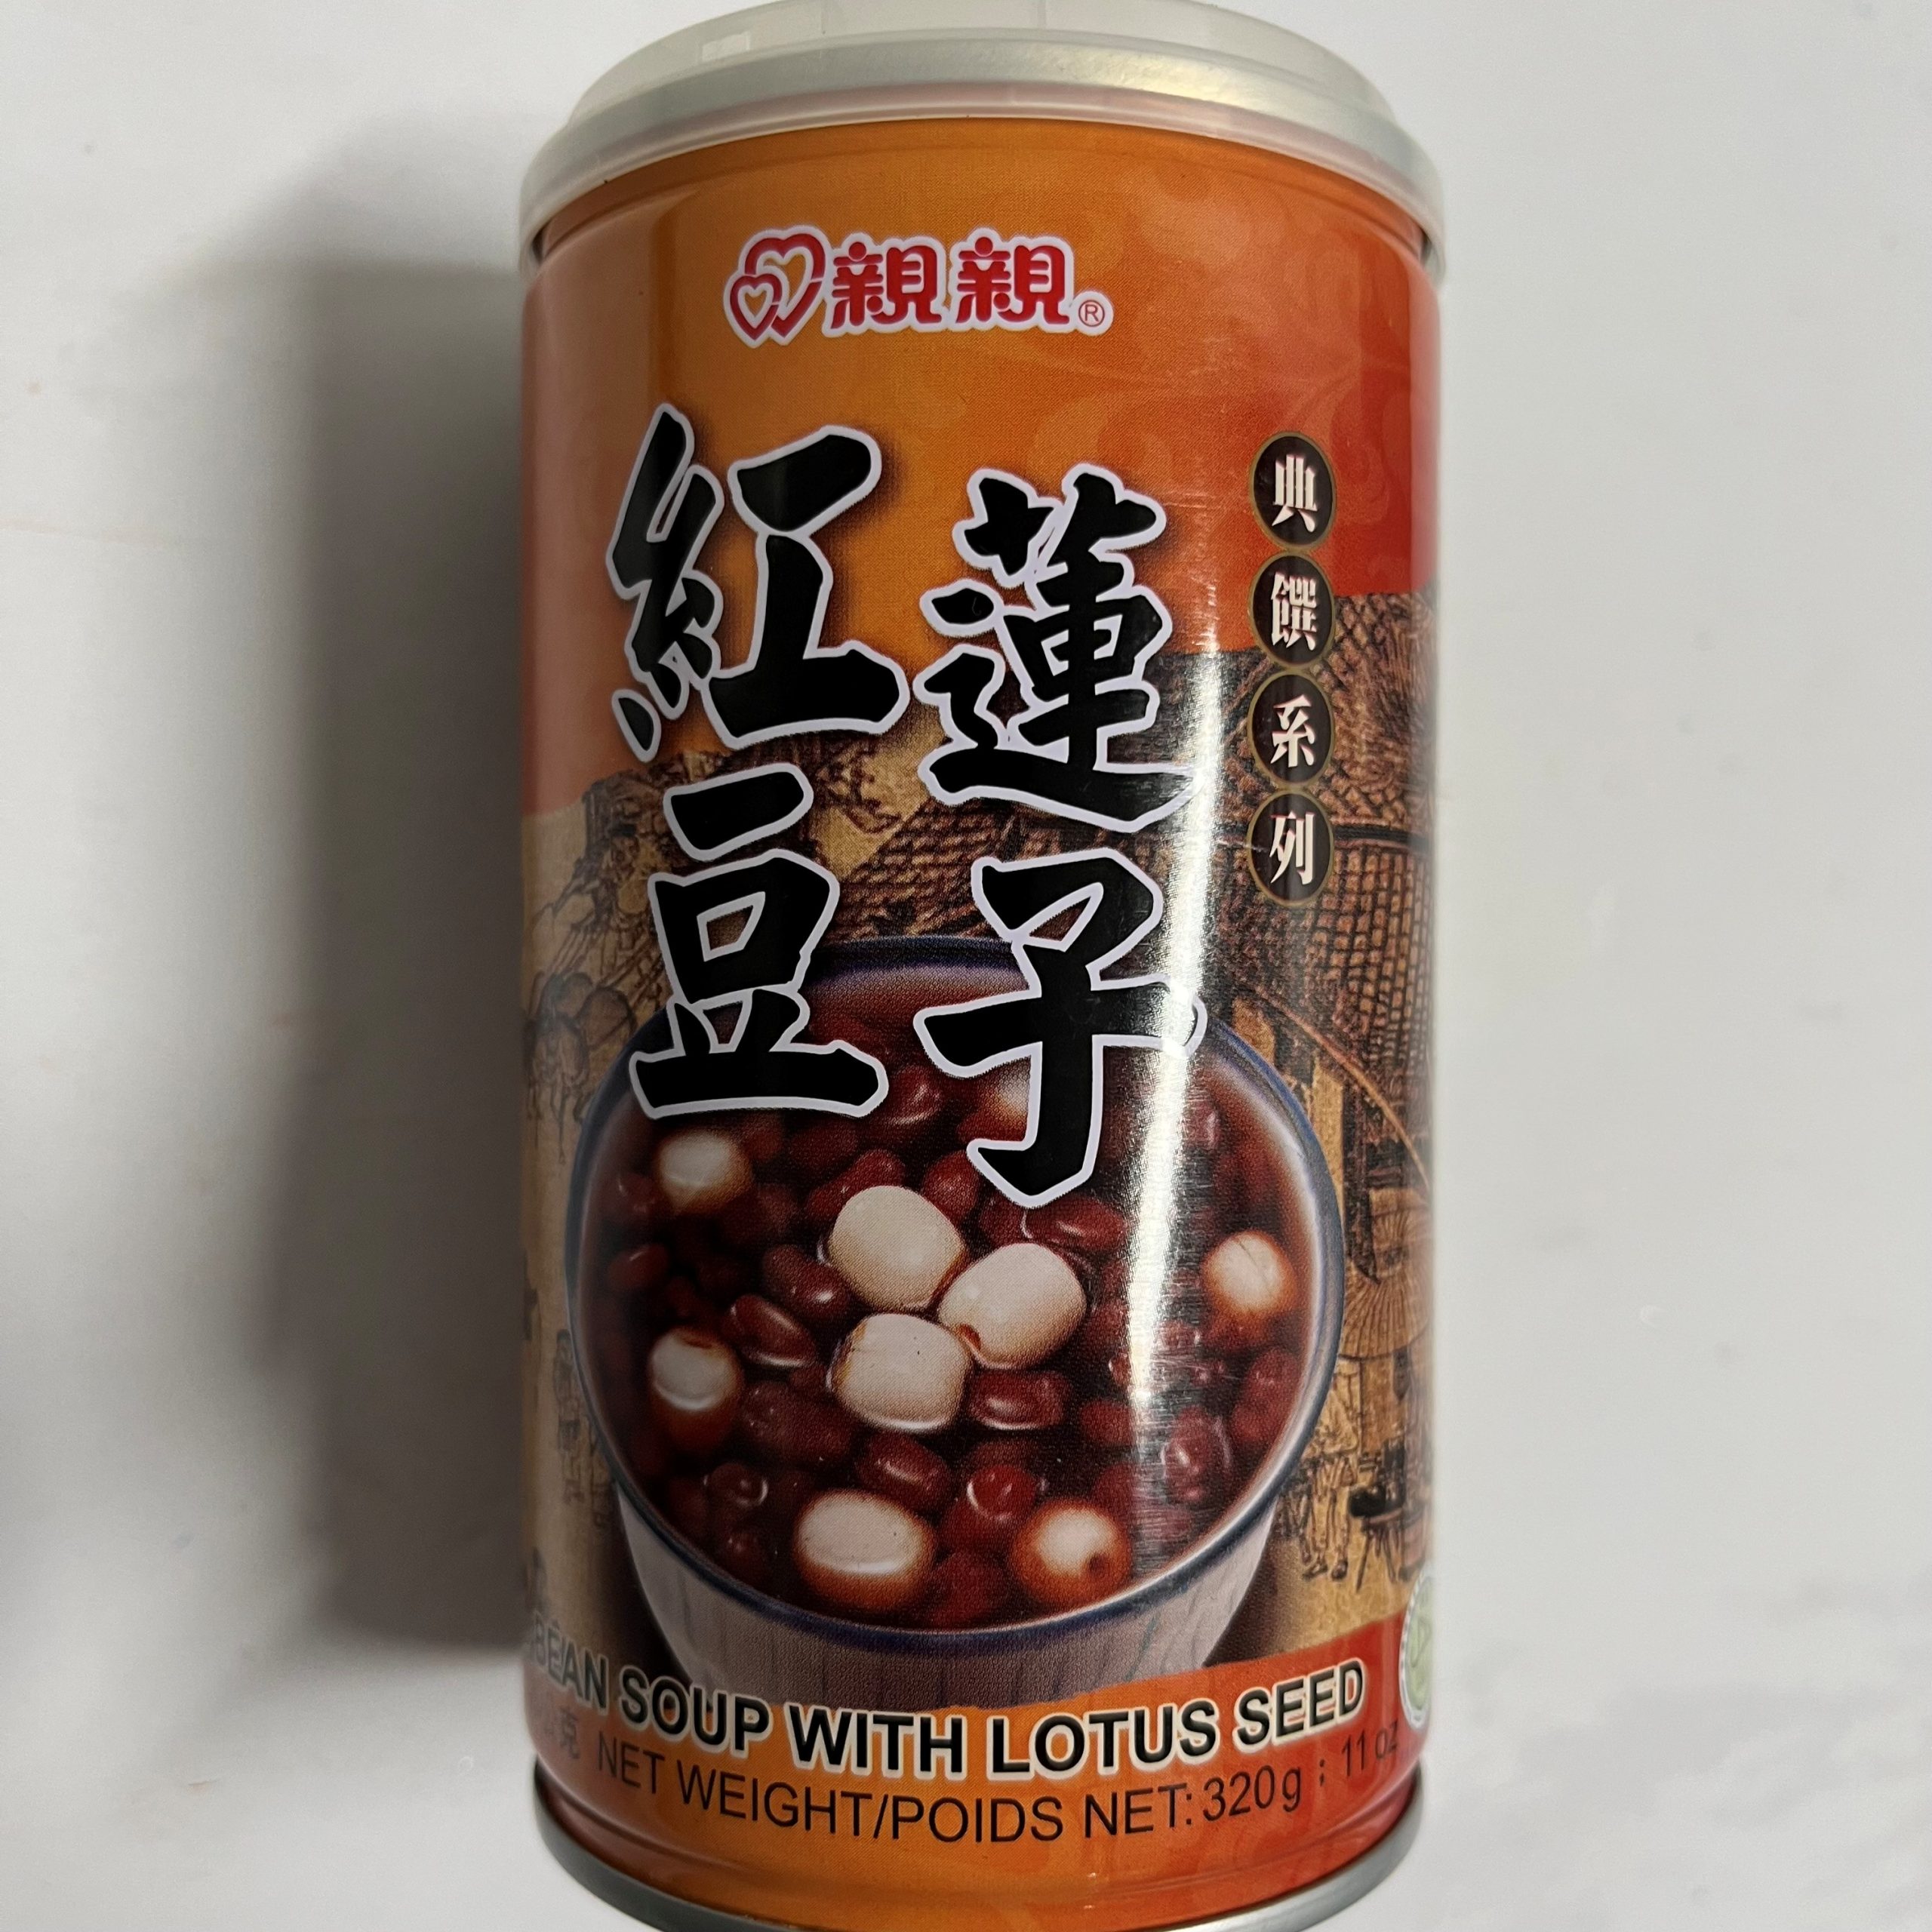 親親®
典饌系列
蓮子
紅豆
BEAN SOUP WITH LOTUS SEED
克 NET WEIGHT/POIDS NET: 320g ; 11 oz